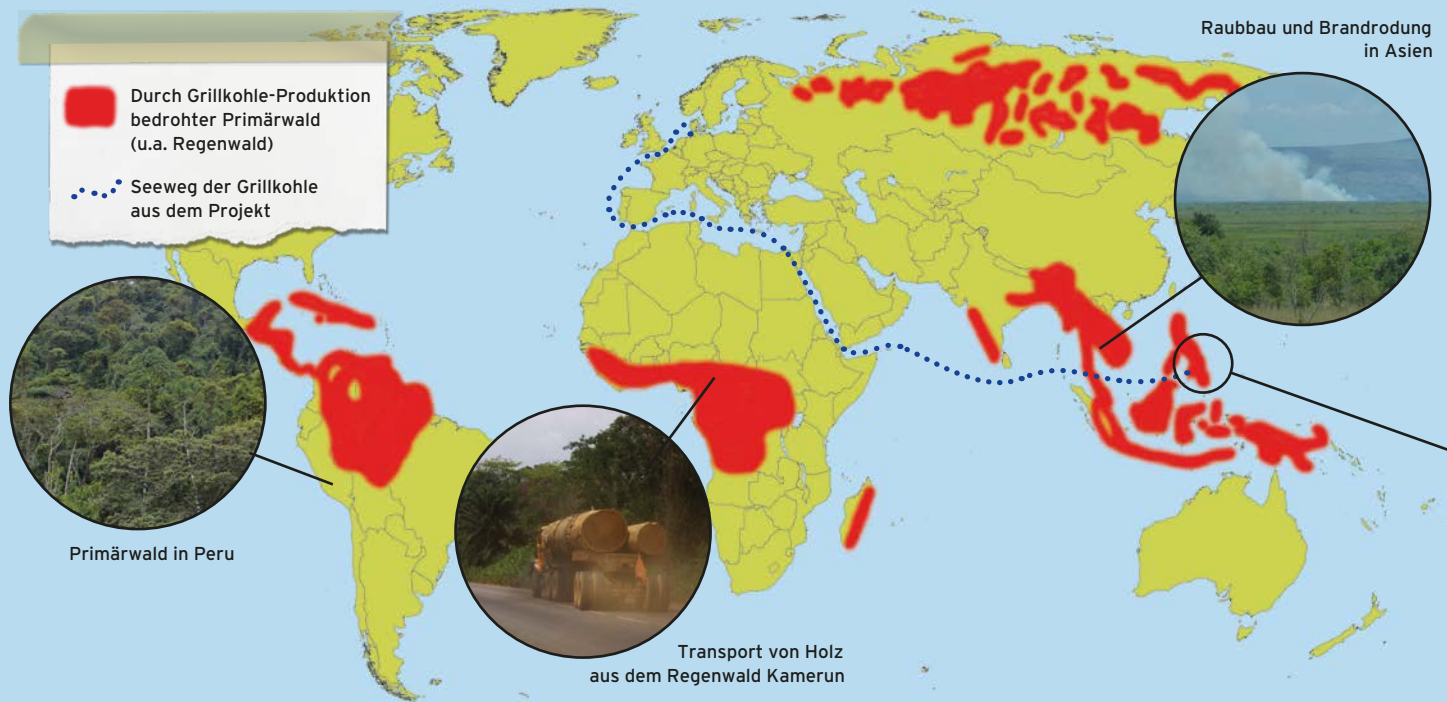 Durch Grillkohle-Produktion
bedrohter Primärwald
(u.a. Regenwald)
Seeweg der Grillkohle
aus dem Projekt
Raubbau und Brandrodung
in Asien
Primärwald in Peru
Transport von Holz
aus dem Regenwald Kamerun